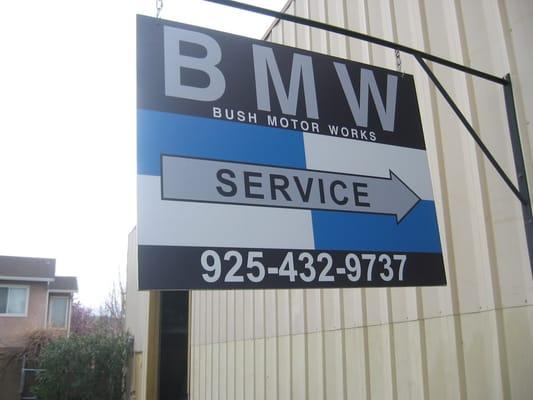 BMW
BUSH MOTOR WORKS
SERVICE
925-432-9737